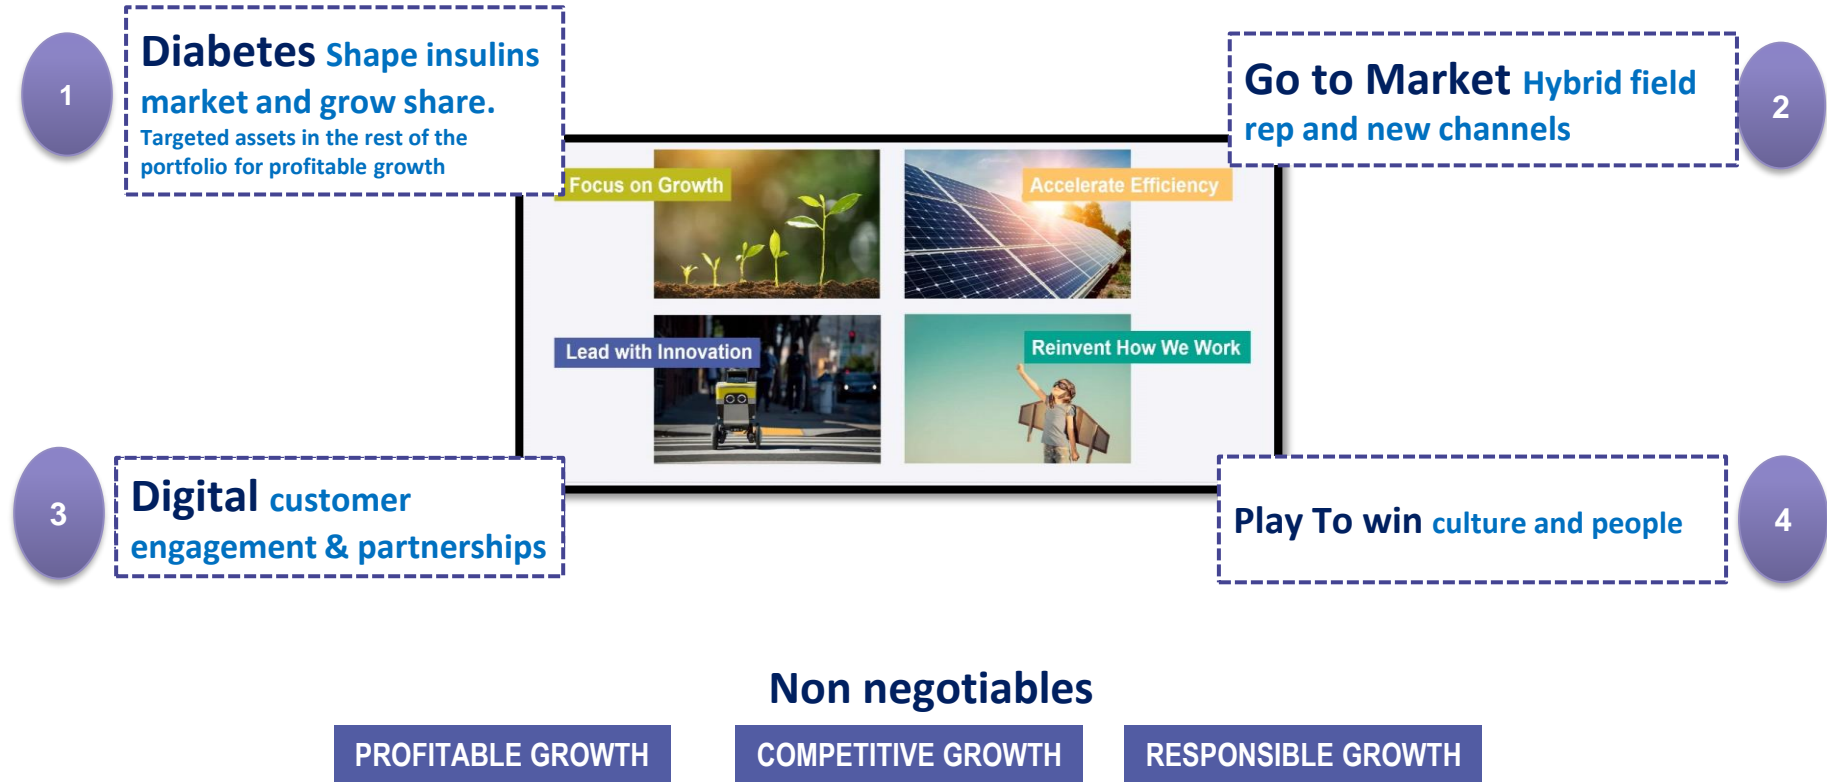 1
Diabetes Shape insulins
market and grow share.
Targeted assets in the rest of the
portfolio for profitable growth
Go to Market Hybrid field
rep and new channels
2
Focus on Growth
Accelerate Efficiency
Lead with Innovation
Reinvent How We Work
3
Digital customer
engagement & partnerships
Play To win culture and people
4
Non negotiables
PROFITABLE GROWTH
COMPETITIVE GROWTH
RESPONSIBLE GROWTH